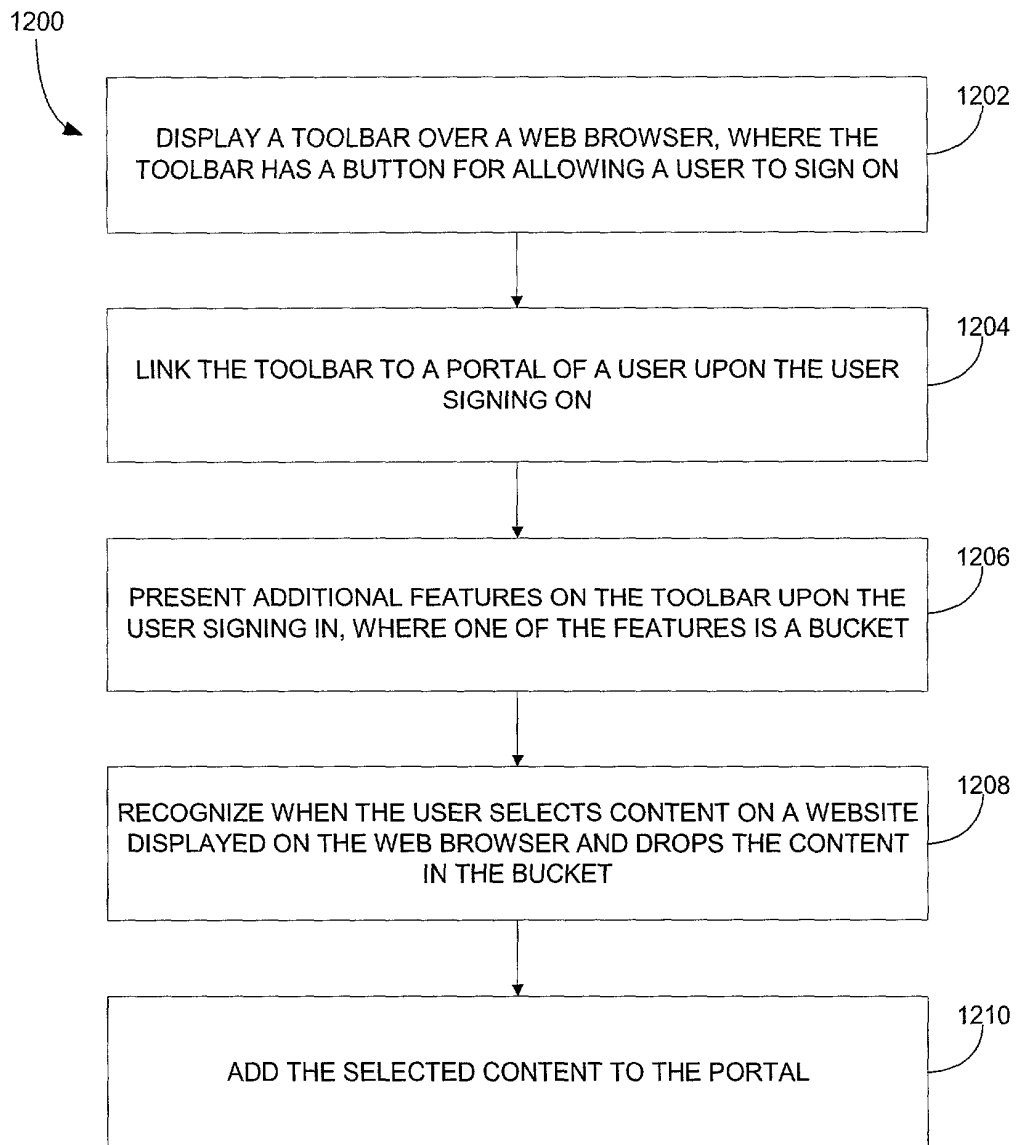 1200
1202
DISPLAY A TOOLBAR OVER A WEB BROWSER, WHERE THE
TOOLBAR HAS A BUTTON FOR ALLOWING A USER TO SIGN ON
1204
LINK THE TOOLBAR TO A PORTAL OF A USER UPON THE USER
SIGNING ON
1206
PRESENT ADDITIONAL FEATURES ON THE TOOLBAR UPON THE
USER SIGNING IN, WHERE ONE OF THE FEATURES IS A BUCKET
1208
RECOGNIZE WHEN THE USER SELECTS CONTENT ON A WEBSITE
DISPLAYED ON THE WEB BROWSER AND DROPS THE CONTENT
IN THE BUCKET
1210
ADD THE SELECTED CONTENT TO THE PORTAL